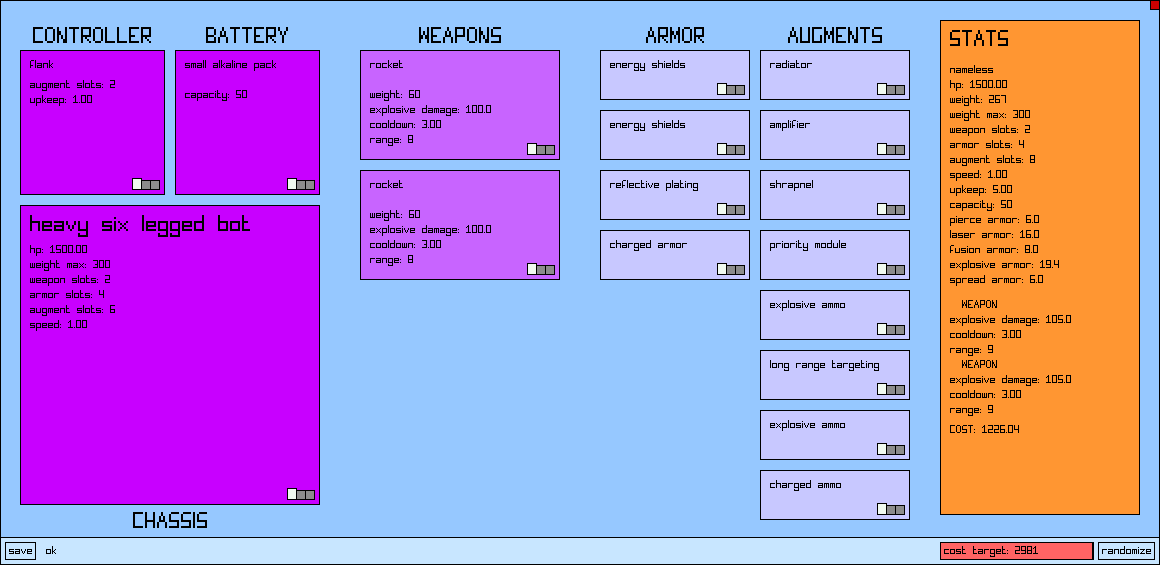 CONTROLLER
flank
augment slots: 2
upkeep: 1.00
BATTERY
small alkaline pack
capacity: 50
heavy six legged bot
hp: 1500.00
weight max: 300
weapon slots: 2
armor slots: 4
augment slots: 6
speed: 1.00
CHASSIS
WEAPONS
rocket
weight: 60
explosive damage: 100.0
cooldown: 3.00
range: 8
rocket
weight: 60
explosive damage: 100.0
cooldown: 3.00
range: 8
ARMOR
energy shields
energy shields
reflective plating
charged armor
AUGMENTS
radiator
amplifier
shrapnel
priority module
explosive ammo
long range targeting
explosive ammo
charged ammo
STATS
nameless
hp: 1500.00
weight: 267
weight max: 300
weapon slots: 2
armor slots: 4
augment slots: 8
speed: 1.00
upkeep: 5.00
capacity: 50
pierce armor: 6.0
laser armor: 16.0
fusion armor: 8.0
explosive armor: 19.4
spread armor: 6.0
WEAPON
explosive damage: 105.0
cooldown: 3.00
range: 9
WEAPON
explosive damage: 105.0
cooldown: 3.00
range: 9
COST: 1226.04
save ok
cost target: 2981
randomize